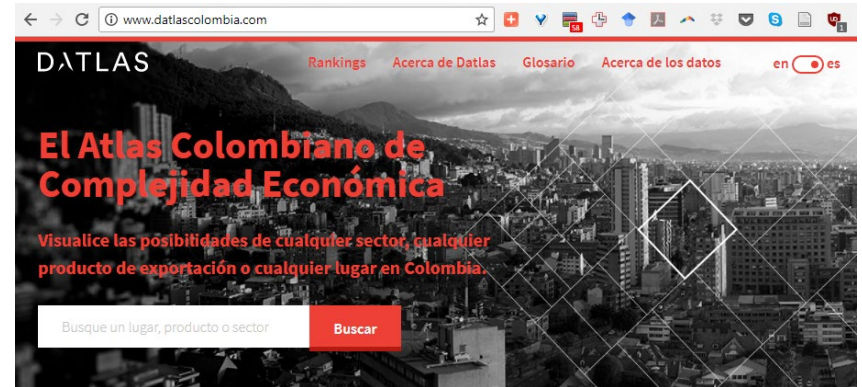 www.datlascolombia.com
58
1
DATLAS
Rankings Acerca de Datlas Glosario Acerca de los datos en es
El Atlas Colombiano de
Complejidad Económica
Visualice las posibilidades de cualquier sector, cualquier
producto de exportación o cualquier lugar en Colombia.
Busque un lugar, producto o sector Buscar